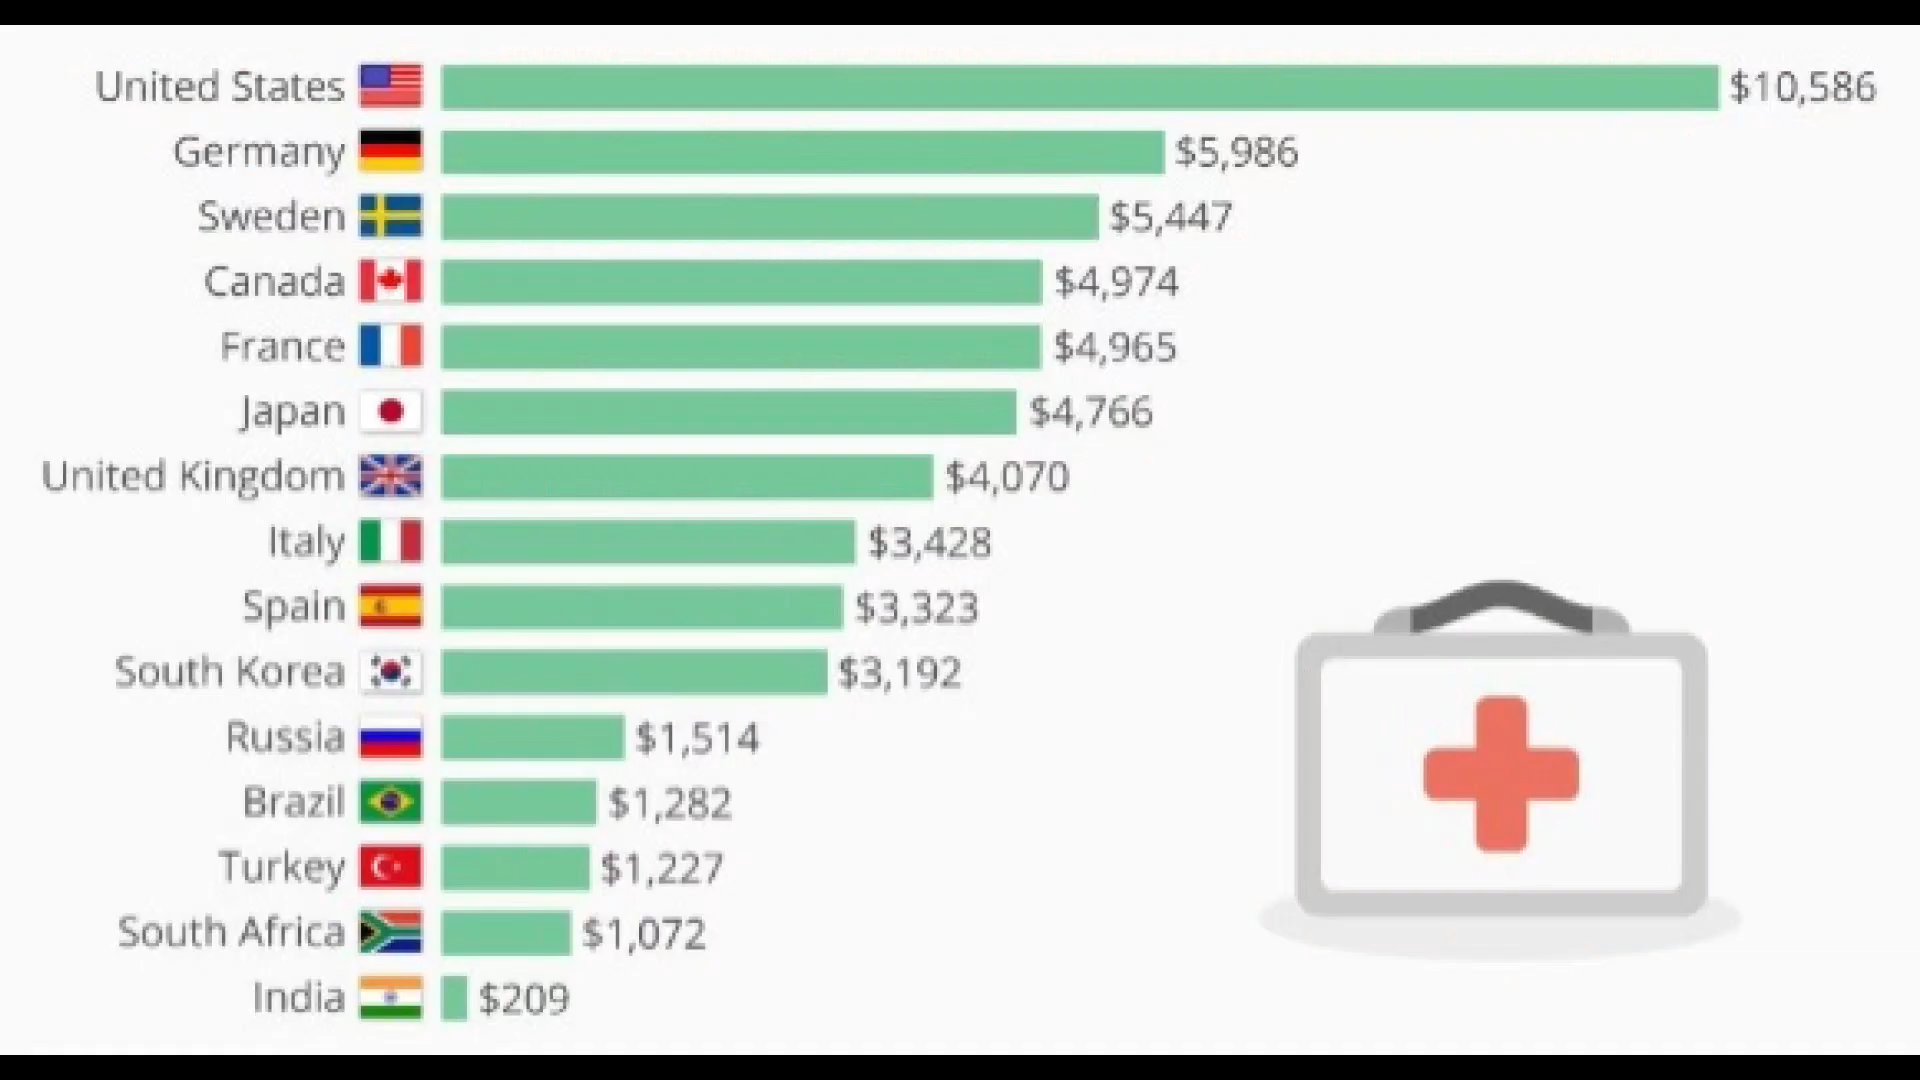 United States $10,586
Germany $5,986
Sweden $5,447
Canada $4,974
France $4,965
Japan $4,766
United Kingdom $4,070
Italy $3,428
Spain $3,323
South Korea $3,192
Russia $1,514
Brazil $1,282
Turkey $1,227
South Africa $1,072
India $209